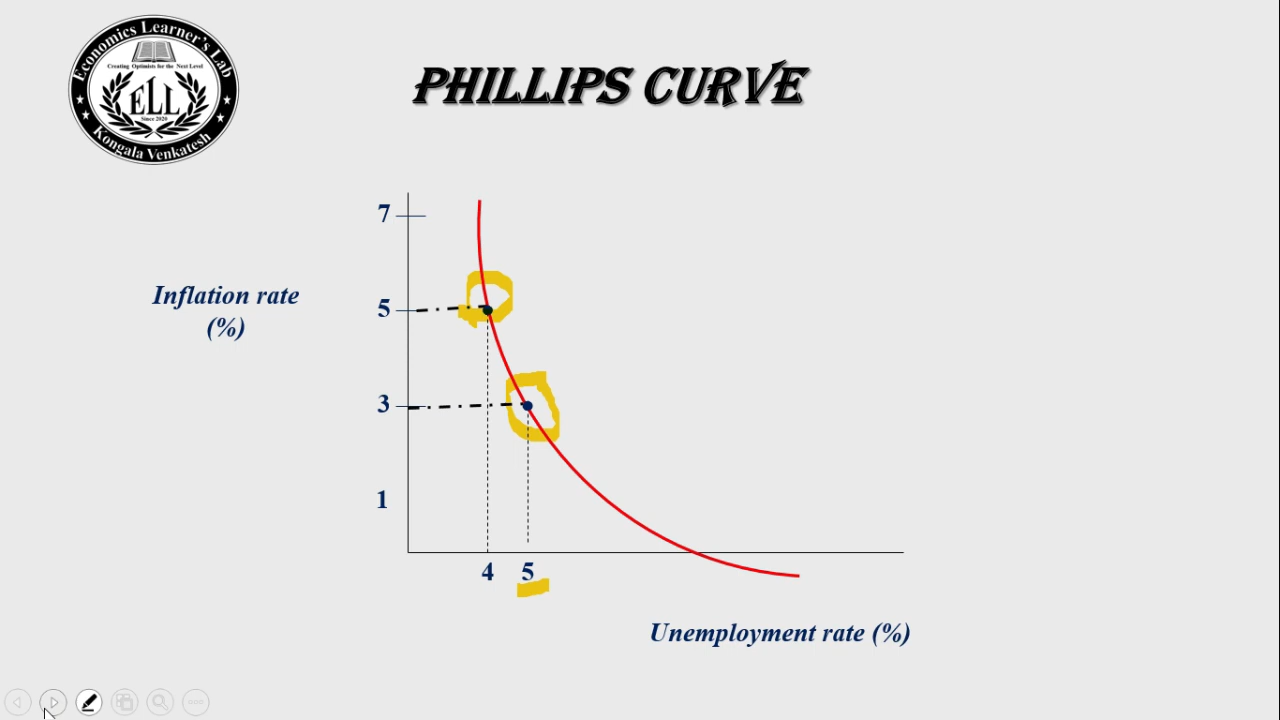 Economics Learner's Lab
Creating Optimists for the Next Level
ELL
Since 2020
Kongala Venkatesh
PHILLIPS CURVE
7
Inflation rate
(%)
5
3
1
4 5
Unemployment rate (%)